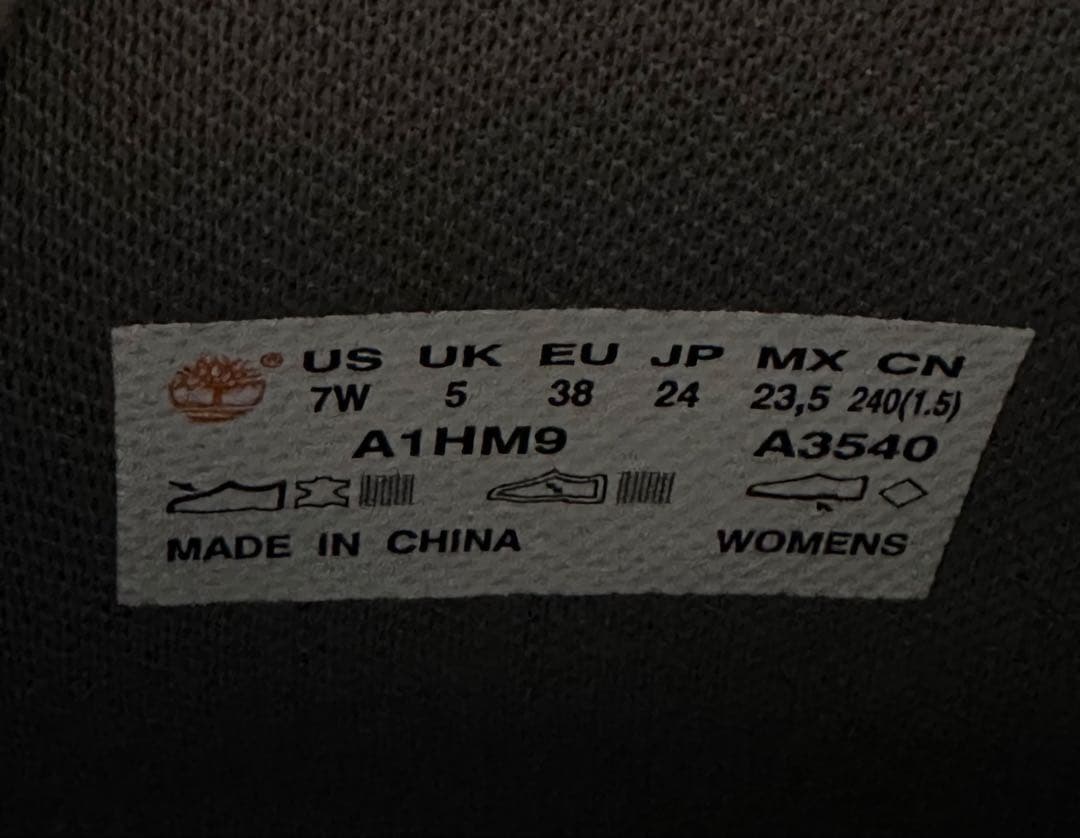 ® US UK EU JP MX CN
7W 5 38 24 23,5 240(1.5)
A1HM9 A3540
MADE IN CHINA WOMENS